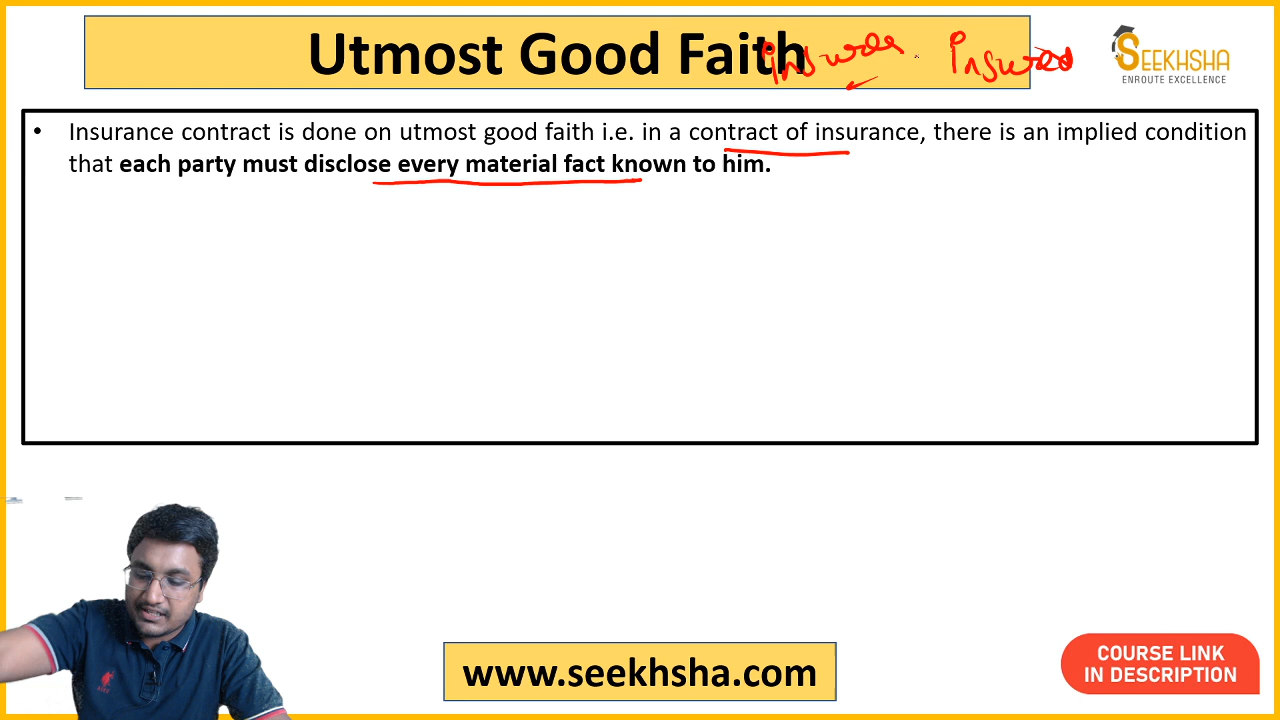 Utmost Good Faith
insurer. Insured
SEEKHSHA
ENROUTE EXCELLENCE
• Insurance contract is done on utmost good faith i.e. in a contract of insurance, there is an implied condition
that each party must disclose every material fact known to him.
www.seekhsha.com
COURSE LINK
IN DESCRIPTION